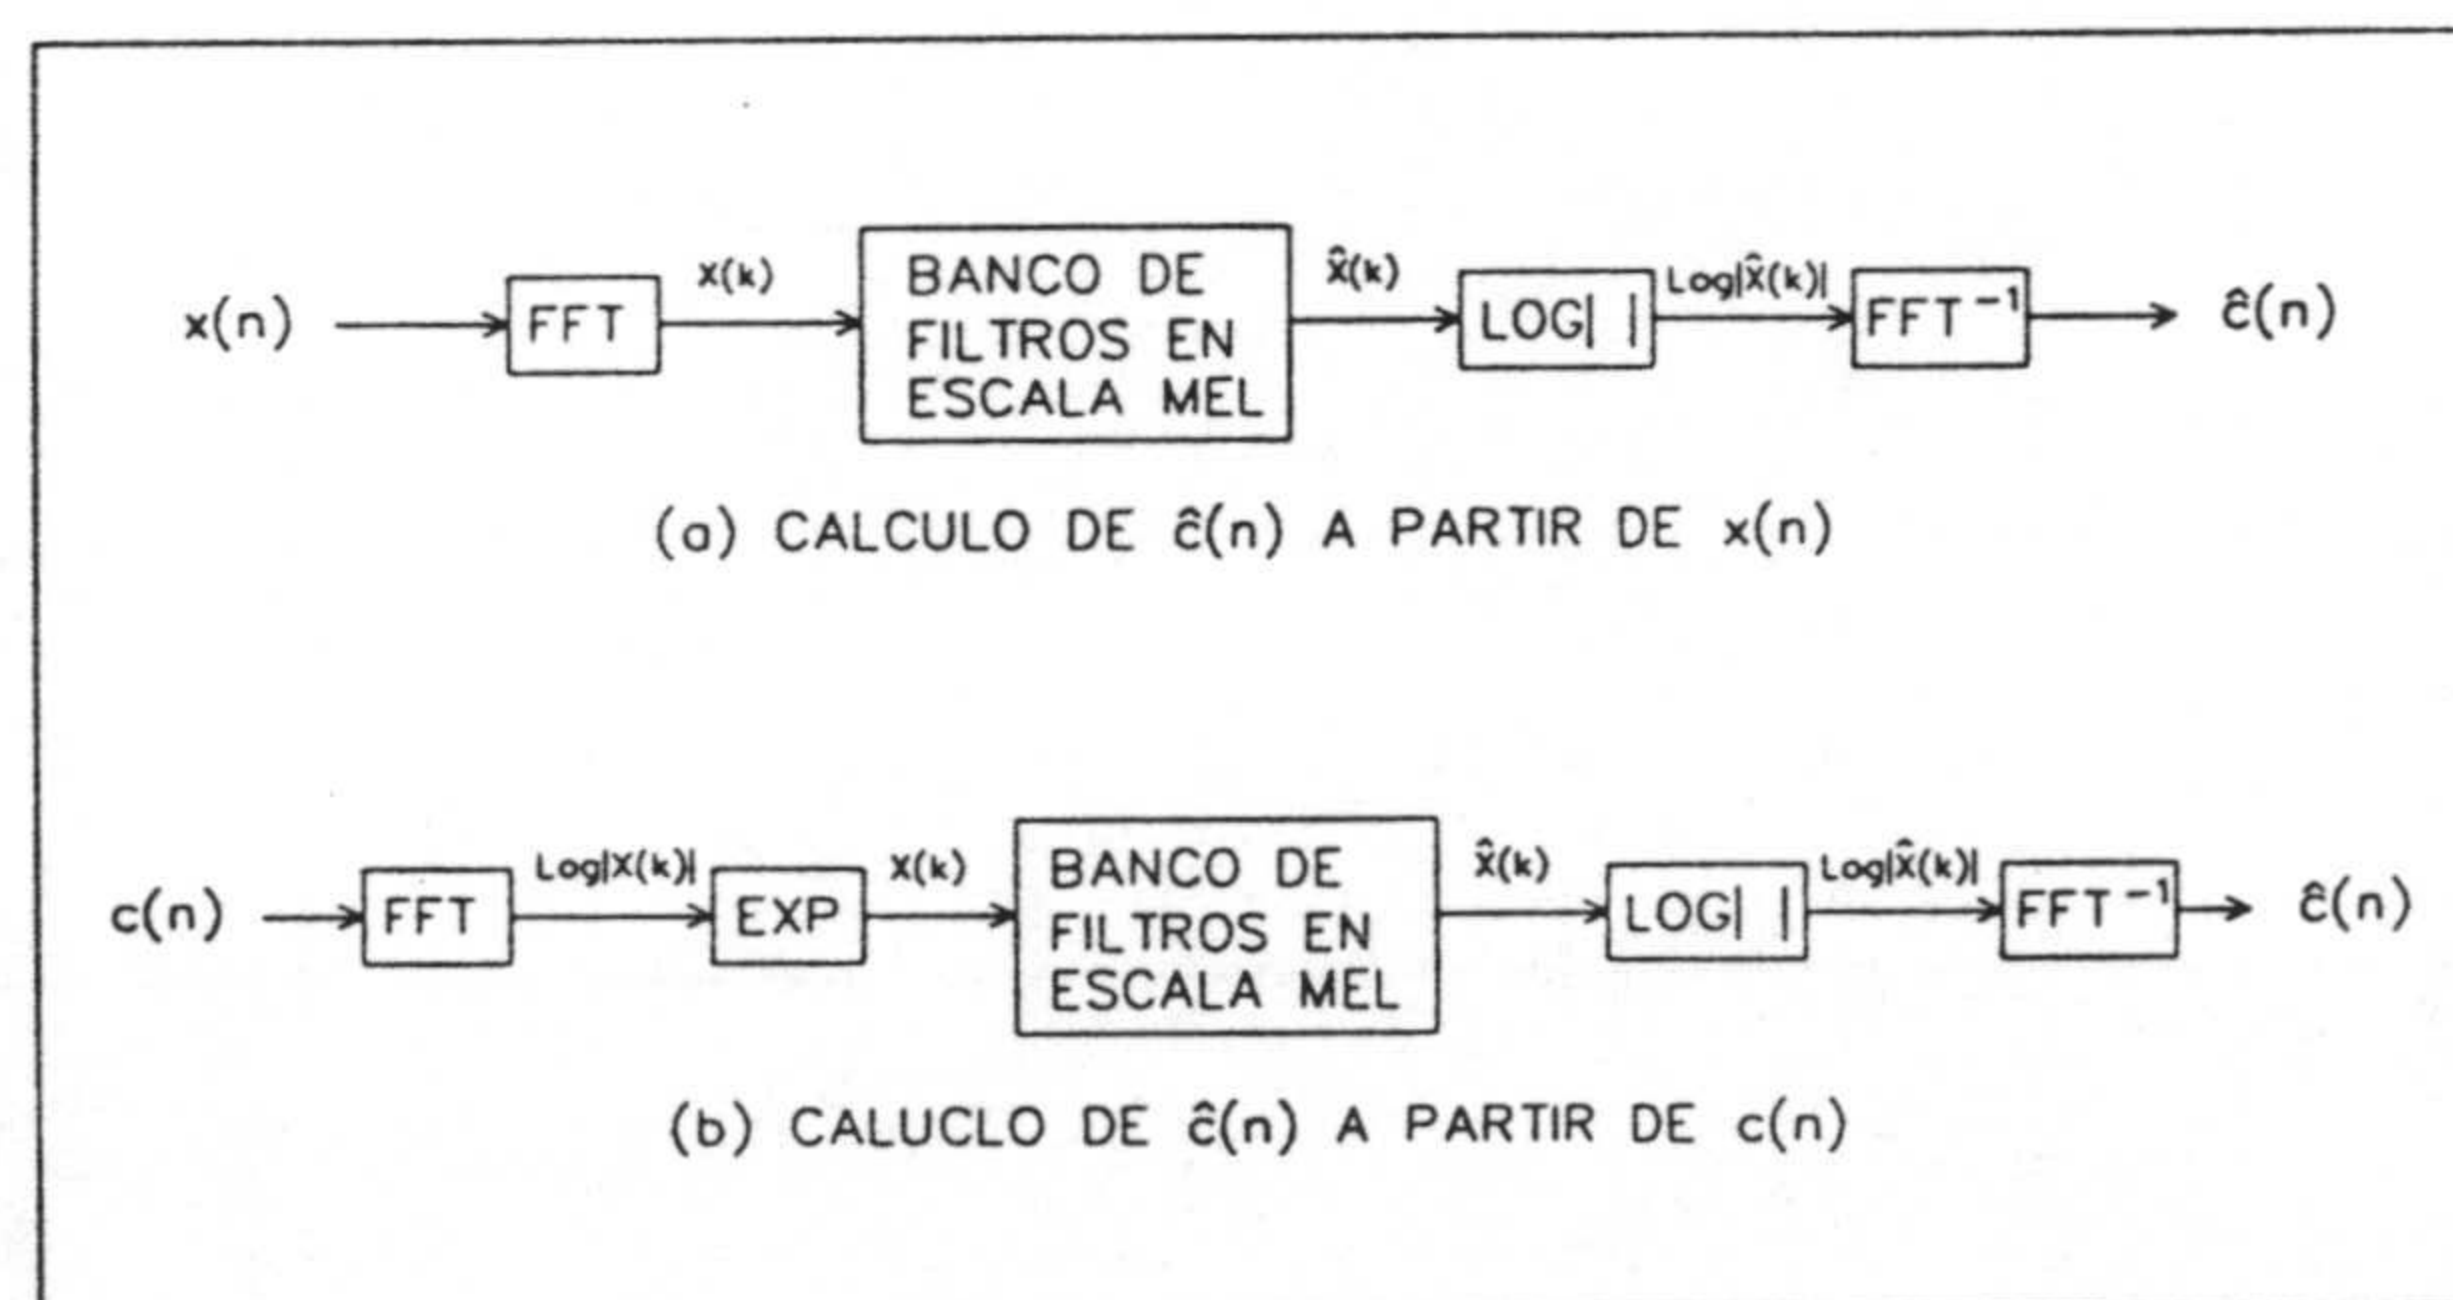 x(n)
FFT
X(k)
BANCO DE
FILTROS EN
ESCALA MEL
X̂(k)
LOG| |
Log|X̂(k)|
FFT⁻¹
ĉ(n)
(a) CALCULO DE ĉ(n) A PARTIR DE x(n)
c(n)
FFT
Log|X(k)|
EXP
X(k)
BANCO DE
FILTROS EN
ESCALA MEL
X̂(k)
LOG| |
Log|X̂(k)|
FFT⁻¹
ĉ(n)
(b) CALUCLO DE ĉ(n) A PARTIR DE c(n)